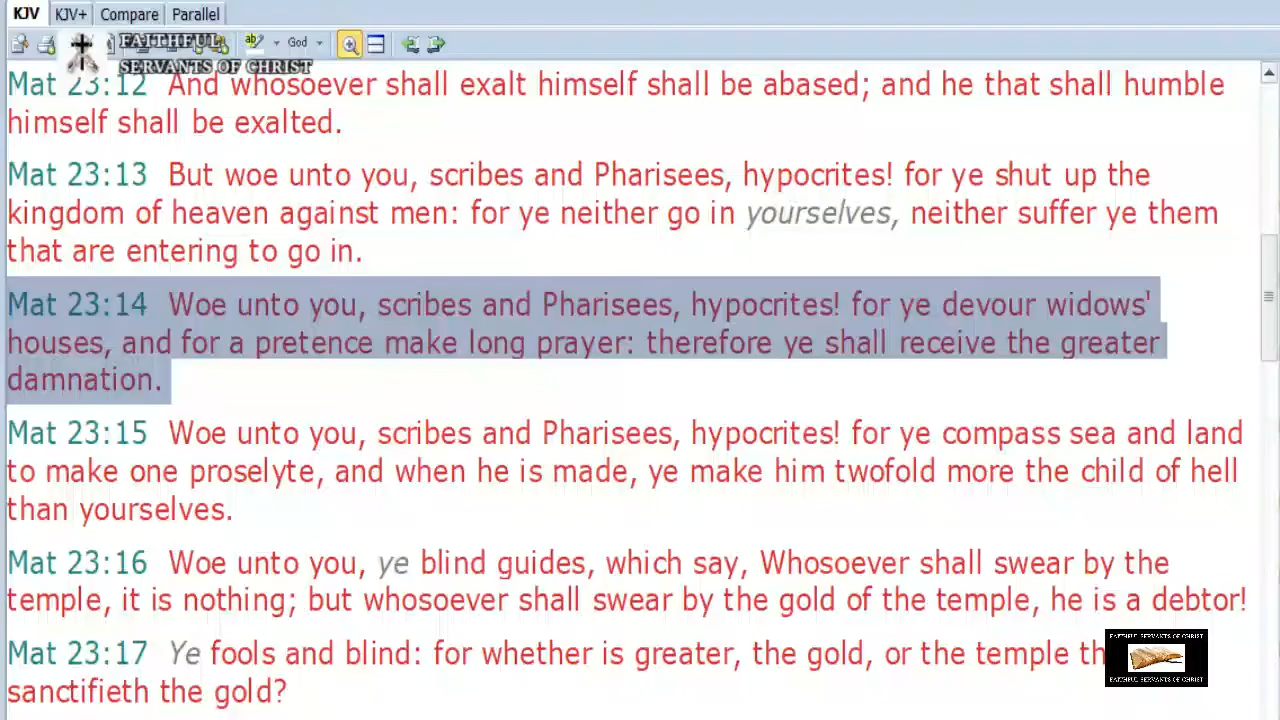 KJV KJV+ Compare Parallel
God
FAITHFUL
SERVANTS OF CHRIST
Mat 23:12 And whosoever shall exalt himself shall be abased; and he that shall humble
himself shall be exalted.
Mat 23:13 But woe unto you, scribes and Pharisees, hypocrites! for ye shut up the
kingdom of heaven against men: for ye neither go in yourselves, neither suffer ye them
that are entering to go in.
Mat 23:14 Woe unto you, scribes and Pharisees, hypocrites! for ye devour widows'
houses, and for a pretence make long prayer: therefore ye shall receive the greater
damnation.
Mat 23:15 Woe unto you, scribes and Pharisees, hypocrites! for ye compass sea and land
to make one proselyte, and when he is made, ye make him twofold more the child of hell
than yourselves.
Mat 23:16 Woe unto you, ye blind guides, which say, Whosoever shall swear by the
temple, it is nothing; but whosoever shall swear by the gold of the temple, he is a debtor!
Mat 23:17 Ye fools and blind: for whether is greater, the gold, or the temple th
sanctifieth the gold?
FAITHFUL SERVANTS OF CHRIST
FAITHFUL SERVANTS OF CHRIST